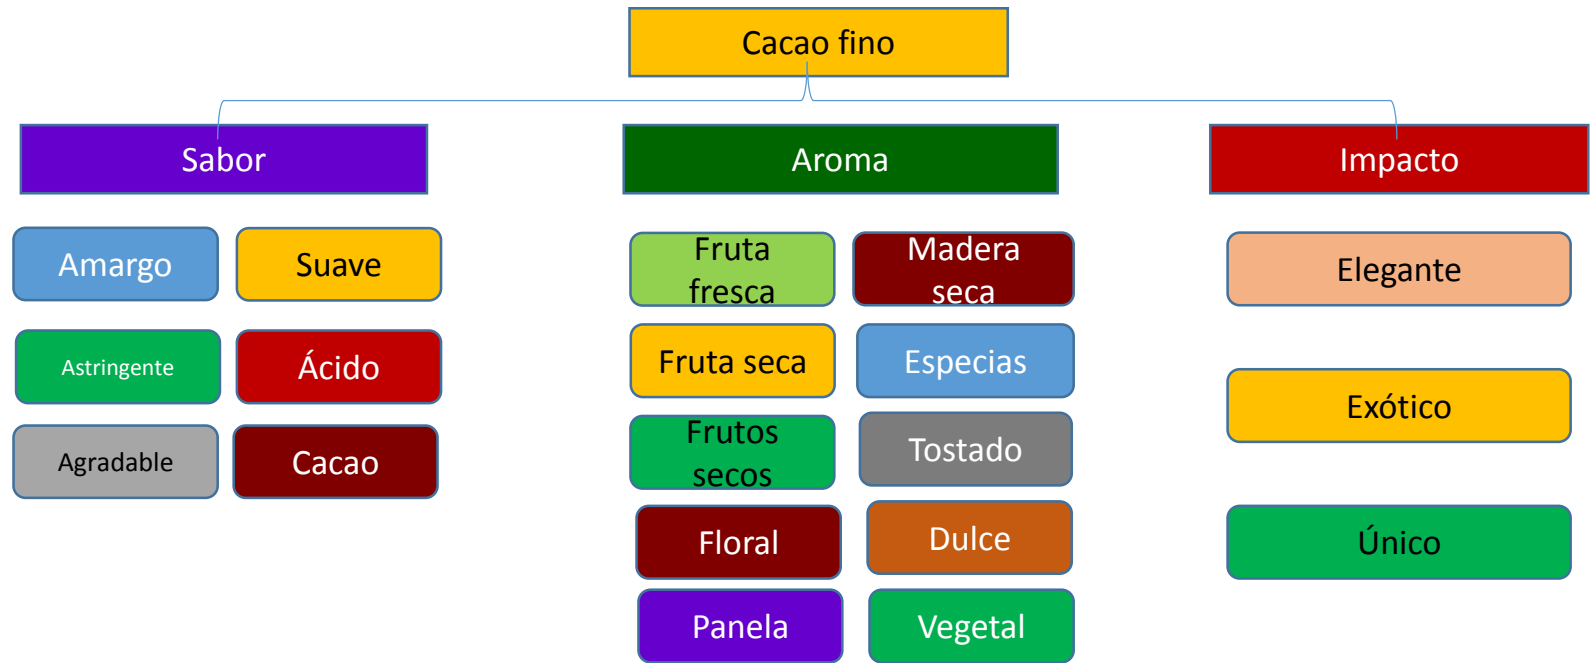 Cacao fino
Sabor
Aroma
Impacto
Amargo
Suave
Astringente
Ácido
Agradable
Cacao
Fruta
fresca
Madera
seca
Fruta seca
Especias
Frutos
secos
Tostado
Floral
Dulce
Panela
Vegetal
Elegante
Exótico
Único